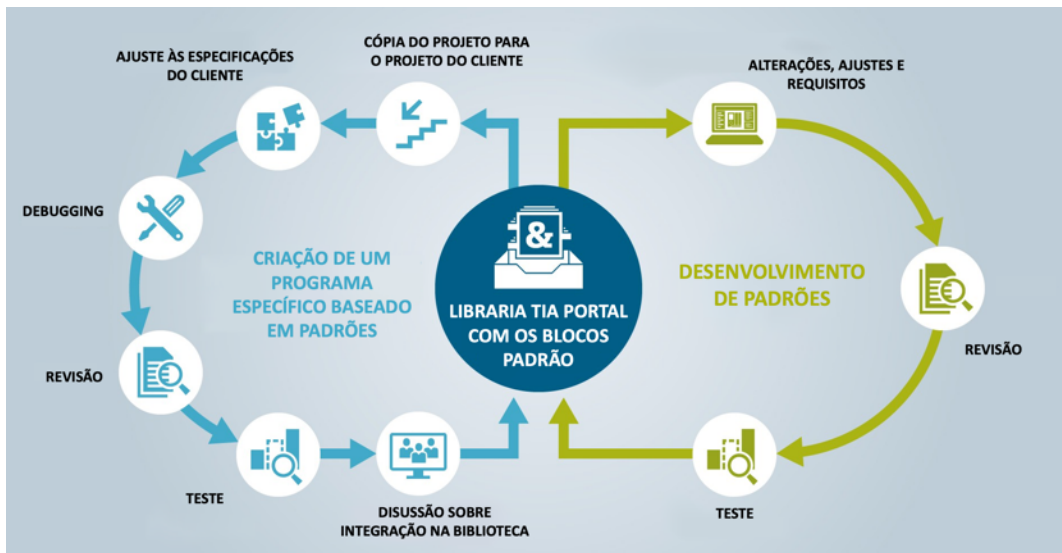 CÓPIA DO PROJETO PARA
O PROJETO DO CLIENTE
AJUSTE ÀS ESPECIFICAÇÕES
DO CLIENTE
DEBUGGING
REVISÃO
TESTE
DISUSSÃO SOBRE
INTEGRAÇÃO NA BIBLIOTECA
CRIAÇÃO DE UM
PROGRAMA
ESPECÍFICO BASEADO
EM PADRÕES
&
LIBRARIA TIA PORTAL
COM OS BLOCOS
PADRÃO
ALTERAÇÕES, AJUSTES E
REQUISITOS
DESENVOLVIMENTO
DE PADRÕES
REVISÃO
TESTE